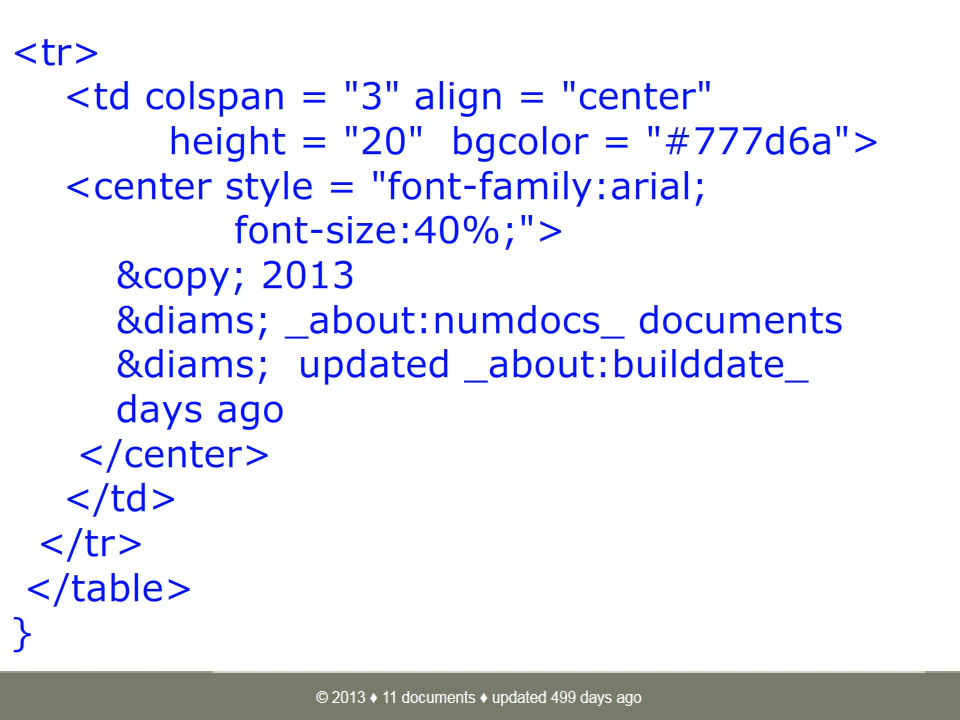 <tr>
<td colspan = "3" align = "center"
height = "20" bgcolor = "#777d6a">
<center style = "font-family:arial;
font-size:40%;">
&copy; 2013
&diams; _about:numdocs_ documents
&diams; updated _about:builddate_
days ago
</center>
</td>
</tr>
</table>
}
© 2013 ♦ 11 documents ♦ updated 499 days ago